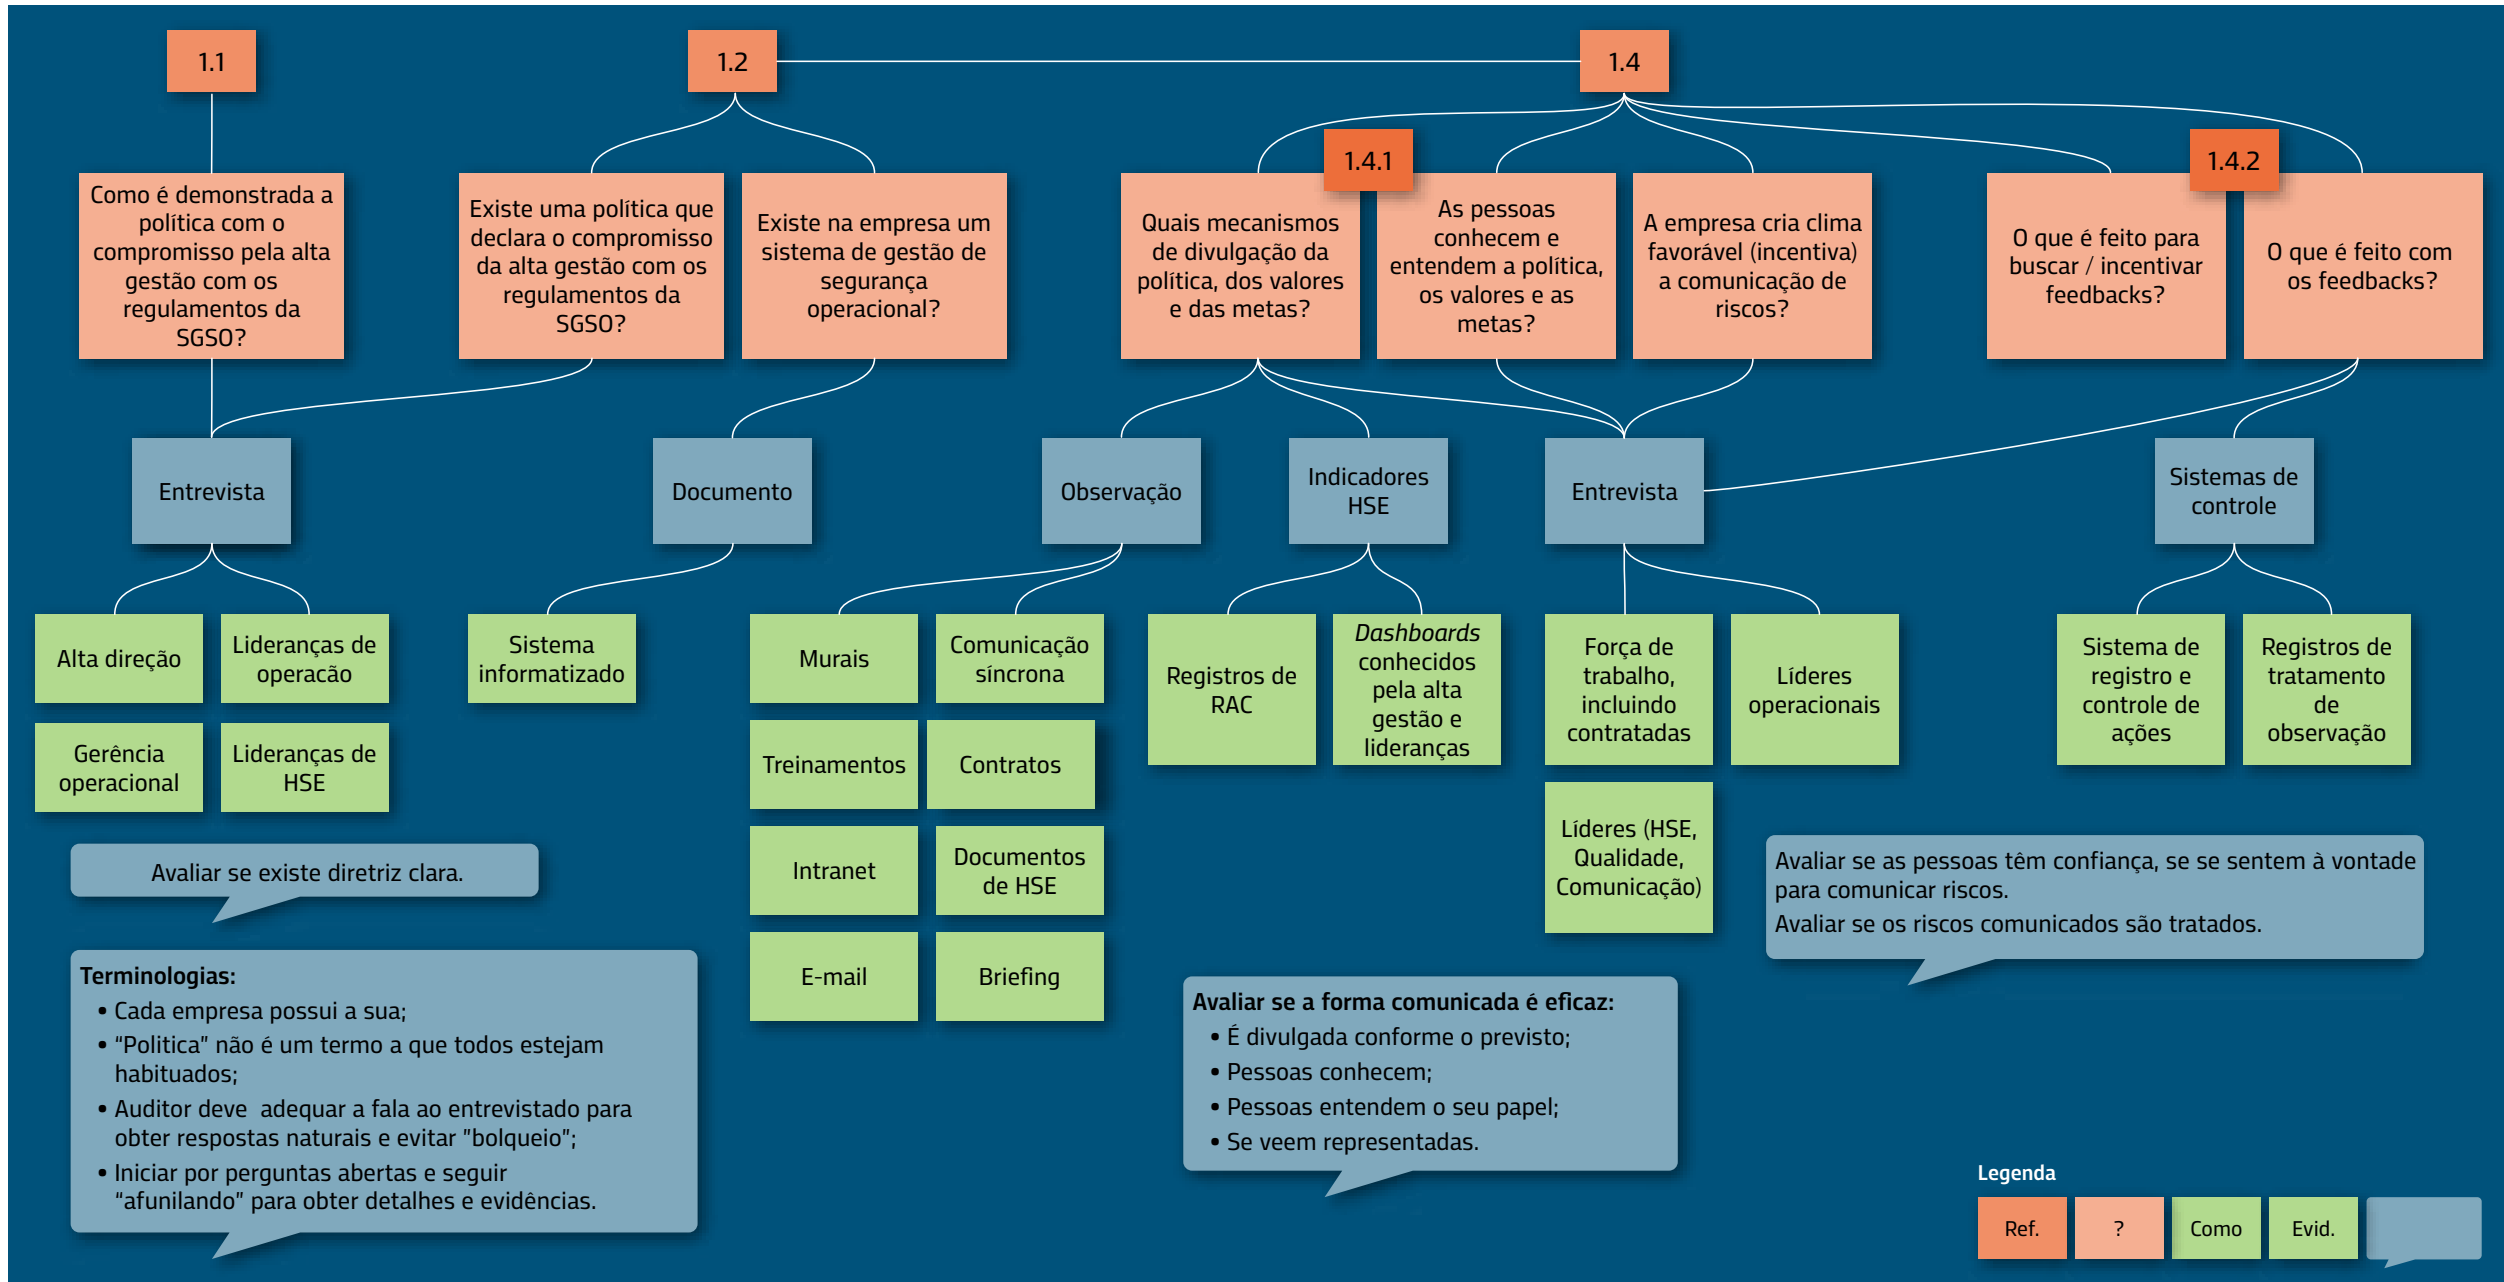 1.1
1.2
1.4
1.4.1
1.4.2
Como é demonstrada a
política com o
compromisso pela alta
gestão com os
regulamentos da
SGSO?
Existe uma política que
declara o compromisso
da alta gestão com os
regulamentos da
SGSO?
Existe na empresa um
sistema de gestão de
segurança
operacional?
Quais mecanismos
de divulgação da
política, dos valores
e das metas?
As pessoas
conhecem e
entendem a política,
os valores e as
metas?
A empresa cria clima
favorável (incentiva)
a comunicação de
riscos?
O que é feito para
buscar / incentivar
feedbacks?
O que é feito com
os feedbacks?
Entrevista
Documento
Observação
Indicadores
HSE
Entrevista
Sistemas de
controle
Alta direção
Lideranças de
operacão
Gerência
operacional
Lideranças de
HSE
Sistema
informatizado
Murais
Comunicação
síncrona
Treinamentos
Contratos
Intranet
Documentos
de HSE
E-mail
Briefing
Registros de
RAC
Dashboards
conhecidos
pela alta
gestão e
lideranças
Força de
trabalho,
incluindo
contratadas
Líderes
operacionais
Líderes (HSE,
Qualidade,
Comunicação)
Sistema de
registro e
controle de
ações
Registros de
tratamento
de
observação
Avaliar se existe diretriz clara.
Terminologias:
• Cada empresa possui a sua;
• “Politica” não é um termo a que todos estejam
habituados;
• Auditor deve  adequar a fala ao entrevistado para
obter respostas naturais e evitar "bolqueio";
• Iniciar por perguntas abertas e seguir
“afunilando” para obter detalhes e evidências.
Avaliar se a forma comunicada é eficaz:
• É divulgada conforme o previsto;
• Pessoas conhecem;
• Pessoas entendem o seu papel;
• Se veem representadas.
Avaliar se as pessoas têm confiança, se se sentem à vontade
para comunicar riscos.
Avaliar se os riscos comunicados são tratados.
Legenda
Ref.
?
Como
Evid.